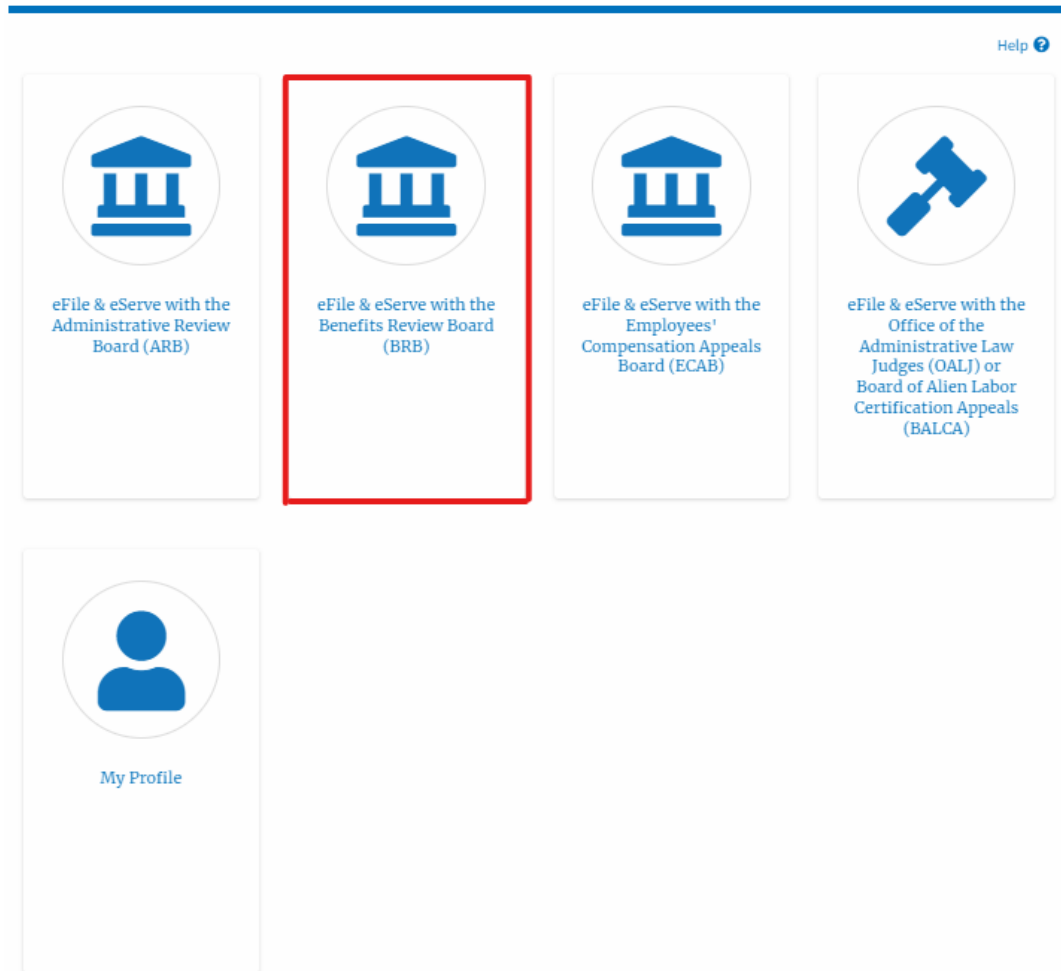 Help
eFile & eServe with the
Administrative Review
Board (ARB)
eFile & eServe with the
Benefits Review Board
(BRB)
eFile & eServe with the
Employees'
Compensation Appeals
Board (ECAB)
eFile & eServe with the
Office of the
Administrative Law
Judges (OALJ) or
Board of Alien Labor
Certification Appeals
(BALCA)
My Profile